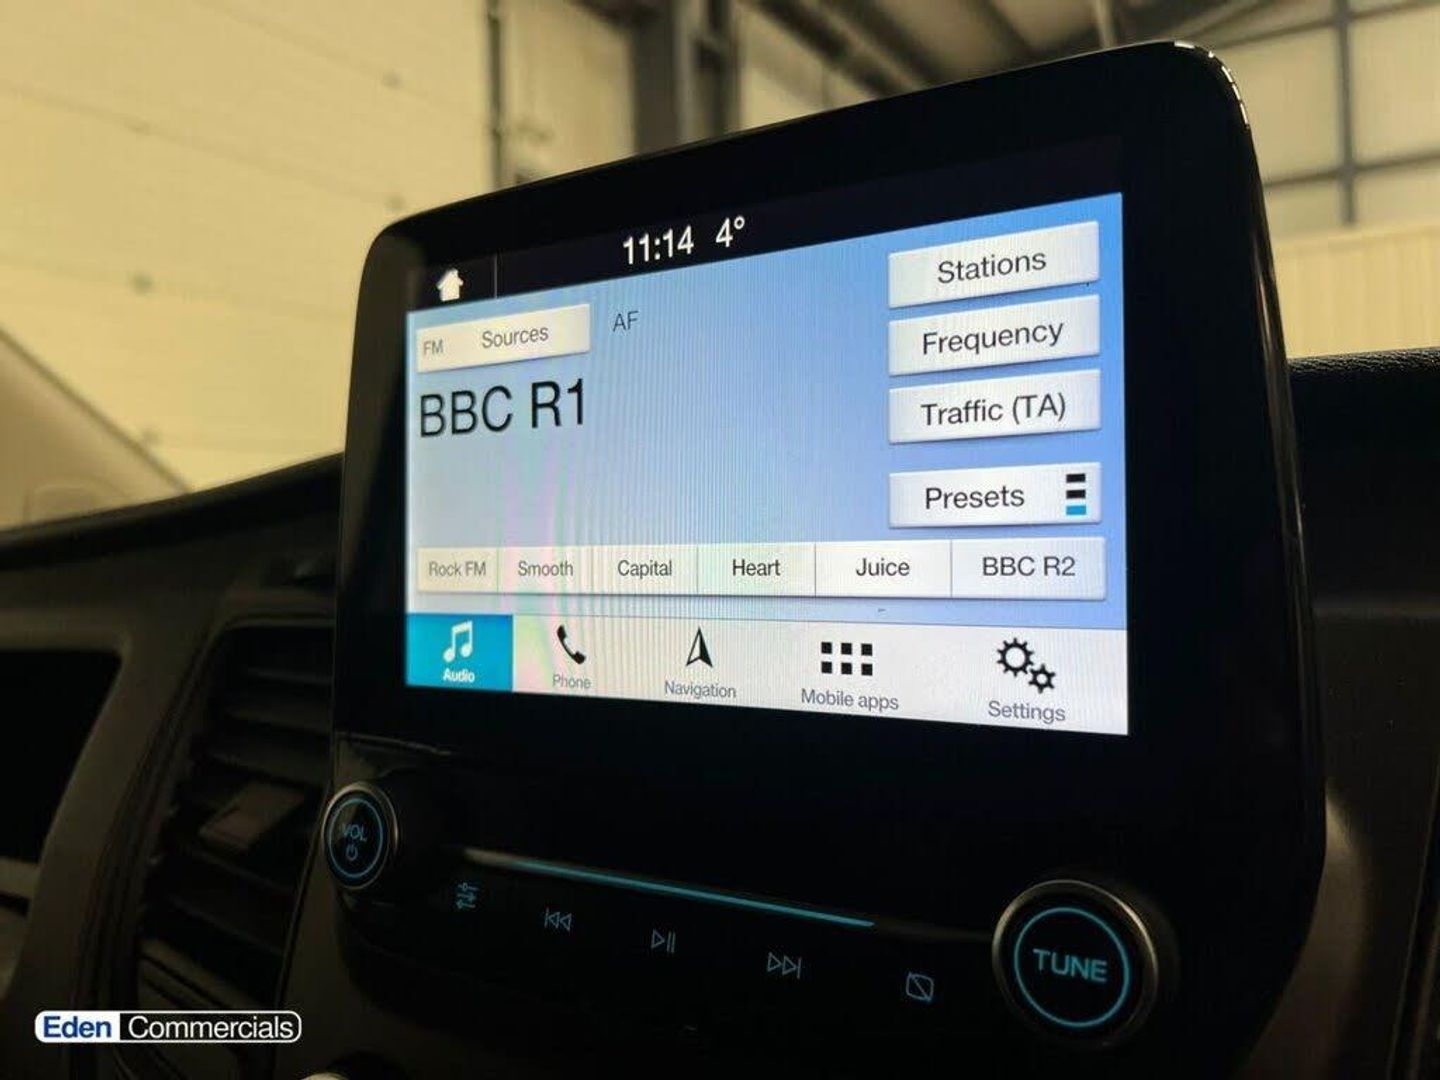 11:14 4°
FM Sources
AF
BBC R1
Stations
Frequency
Traffic (TA)
Presets
Rock FM Smooth Capital Heart Juice BBC R2
Audio Phone Navigation Mobile apps Settings
VOL
TUNE
Eden Commercials